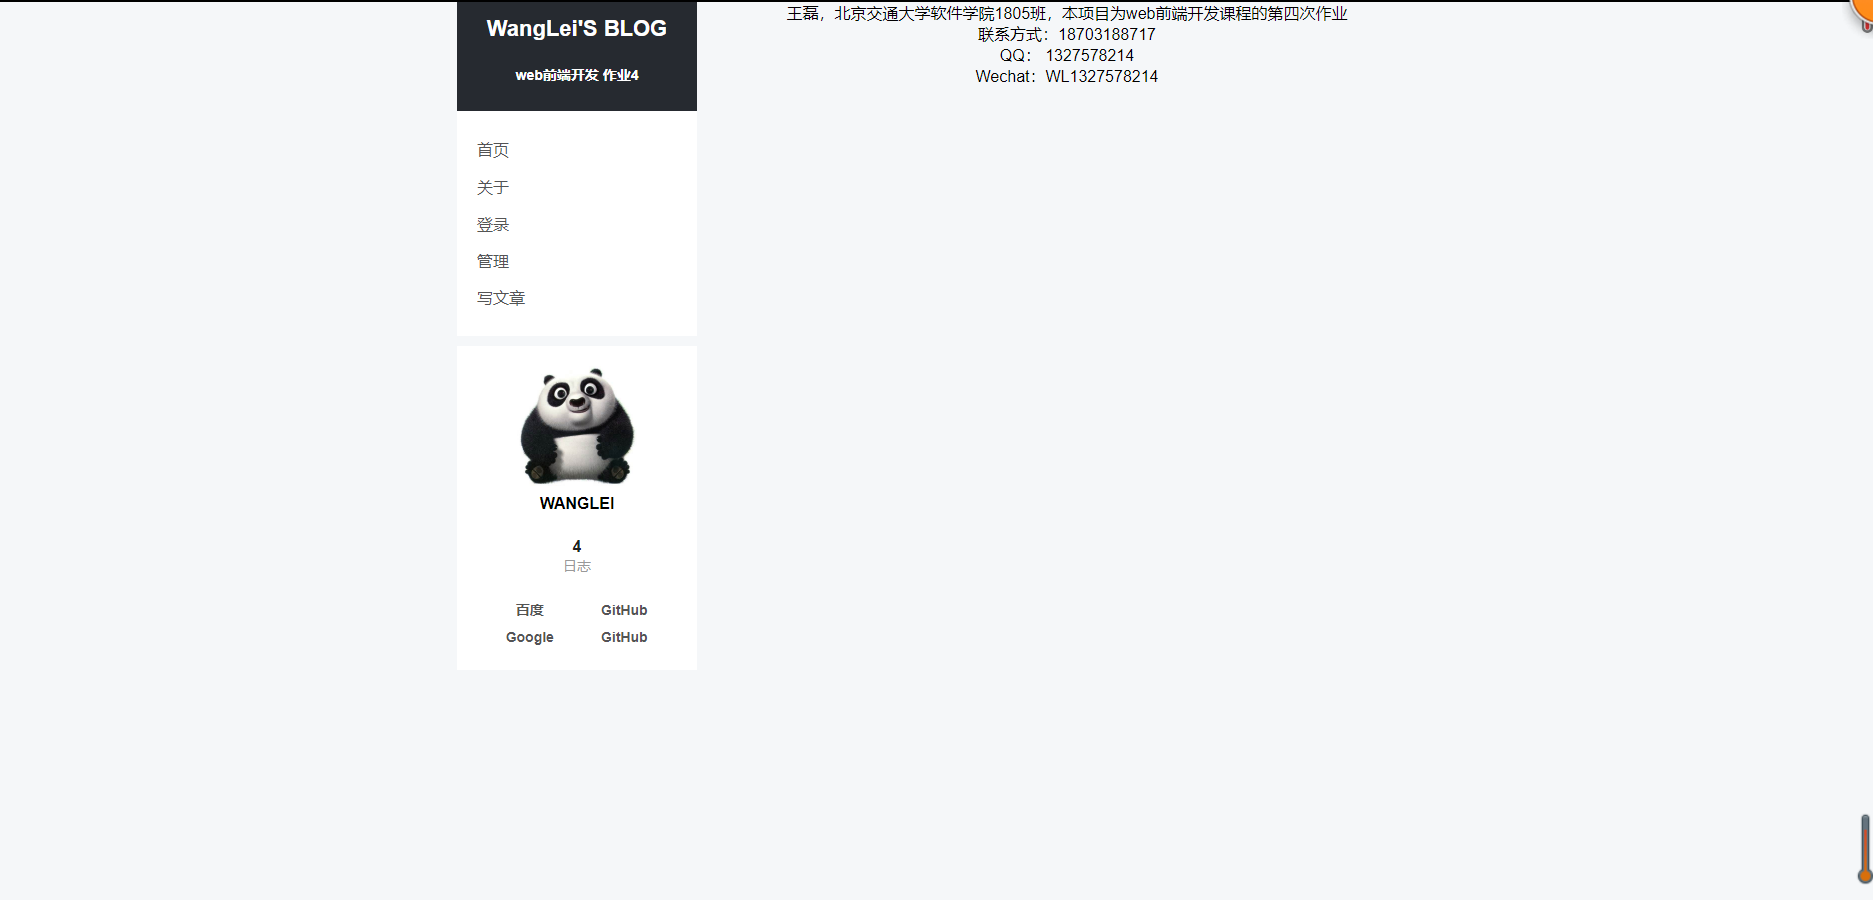 WangLei'S BLOG
web前端开发 作业4
首页
关于
登录
管理
写文章
WANGLEI
4
日志
百度 GitHub
Google GitHub
王磊，北京交通大学软件学院1805班，本项目为web前端开发课程的第四次作业
联系方式：18703188717
QQ： 1327578214
Wechat：WL1327578214